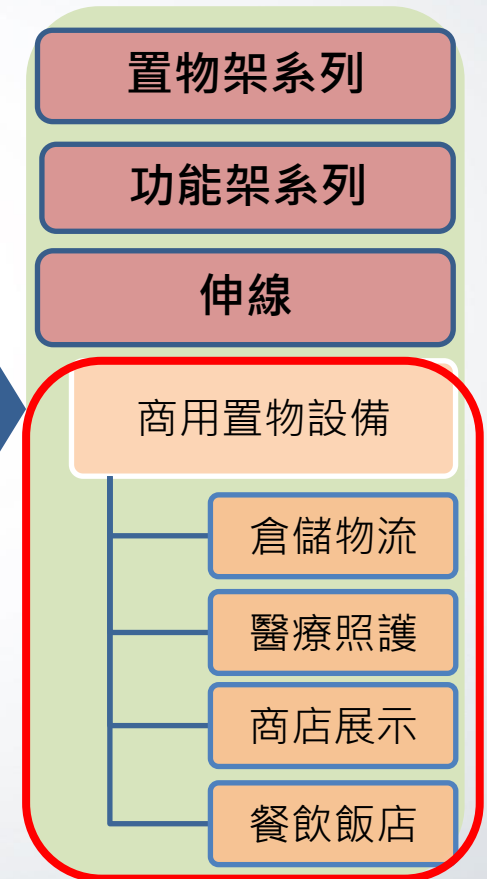 置物架系列
功能架系列
伸線
商用置物設備
倉儲物流
醫療照護
商店展示
餐飲飯店